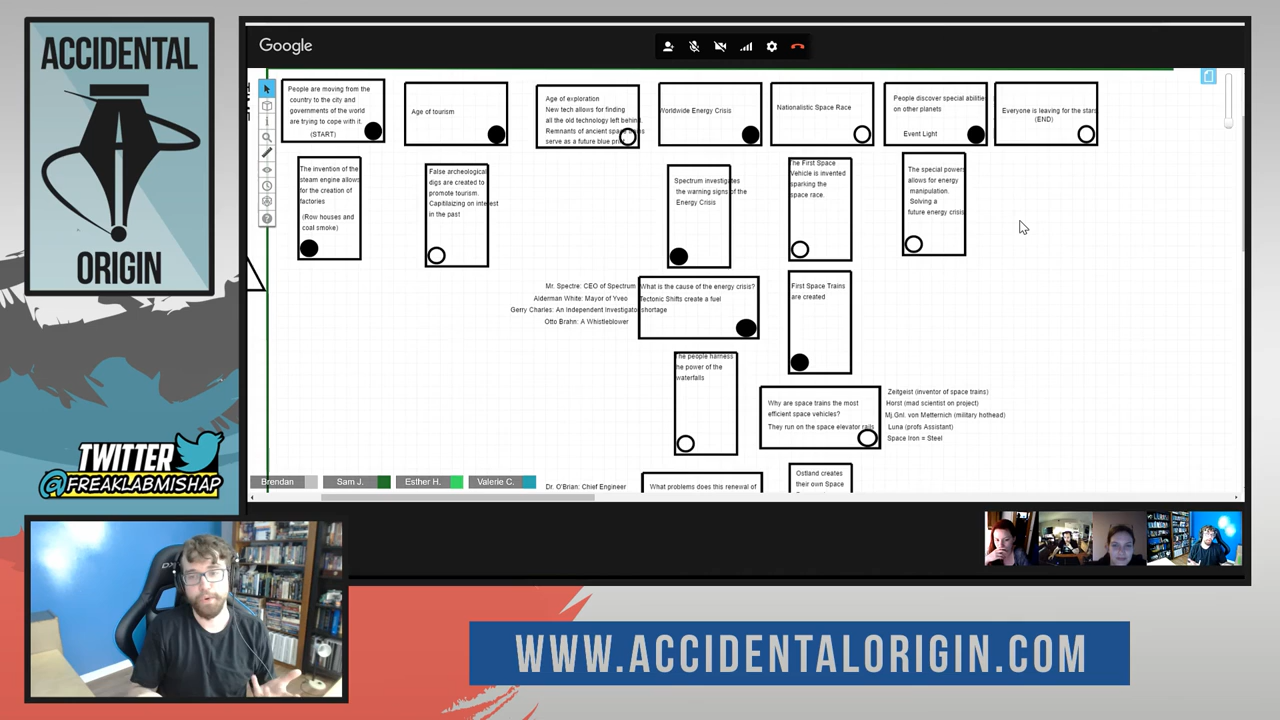 ACCIDENTAL
ORIGIN
TWITTER
@FREAKLABMISHAP
Google
People are moving from the
country to the city and
governments of the world
are trying to cope with it.
(START)
Age of tourism
Age of exploration
New tech allows for finding
all the old technology left behind.
Remnants of ancient space
serve as a future blue
Worldwide Energy Crisis
Nationalistic Space Race
People discover special abilities
on other planets
Event Light
Everyone is leaving for the stars
(END)
The invention of the
steam engine allows
for the creation of
factories
(Row houses and
coal smoke)
False archeological
digs are created to
promote tourism.
Capitilaizing on interest
in the past
Spectrum investigates
the warning signs of the
Energy Crisis
The First Space
Vehicle is invented
sparking the
space race.
The special powers
allows for energy
manipulation.
Solving a
future energy crisis
Mr. Spectre: CEO of Spectrum
Alderman White: Mayor of Yveo
Gerry Charles: An Independent Investigator
Otto Brahn: A Whistleblower
What is the cause of the energy crisis?
Tectonic Shifts create a fuel
shortage
First Space Trains
are created
The people harness
he power of the
waterfalls
Why are space trains the most
efficient space vehicles?
They run on the space elevator rails
Zeitgeist (inventor of space trains)
Horst (mad scientist on project)
Mj.Gnl. von Metternich (military hothead)
Luna (profs Assistant)
Space Iron = Steel
Dr. O'Brian: Chief Engineer
What problems does this renewal of
Ostland creates
their own Space
Brendan
Sam J.
Esther H.
Valerie C.
WWW.ACCIDENTALORIGIN.COM